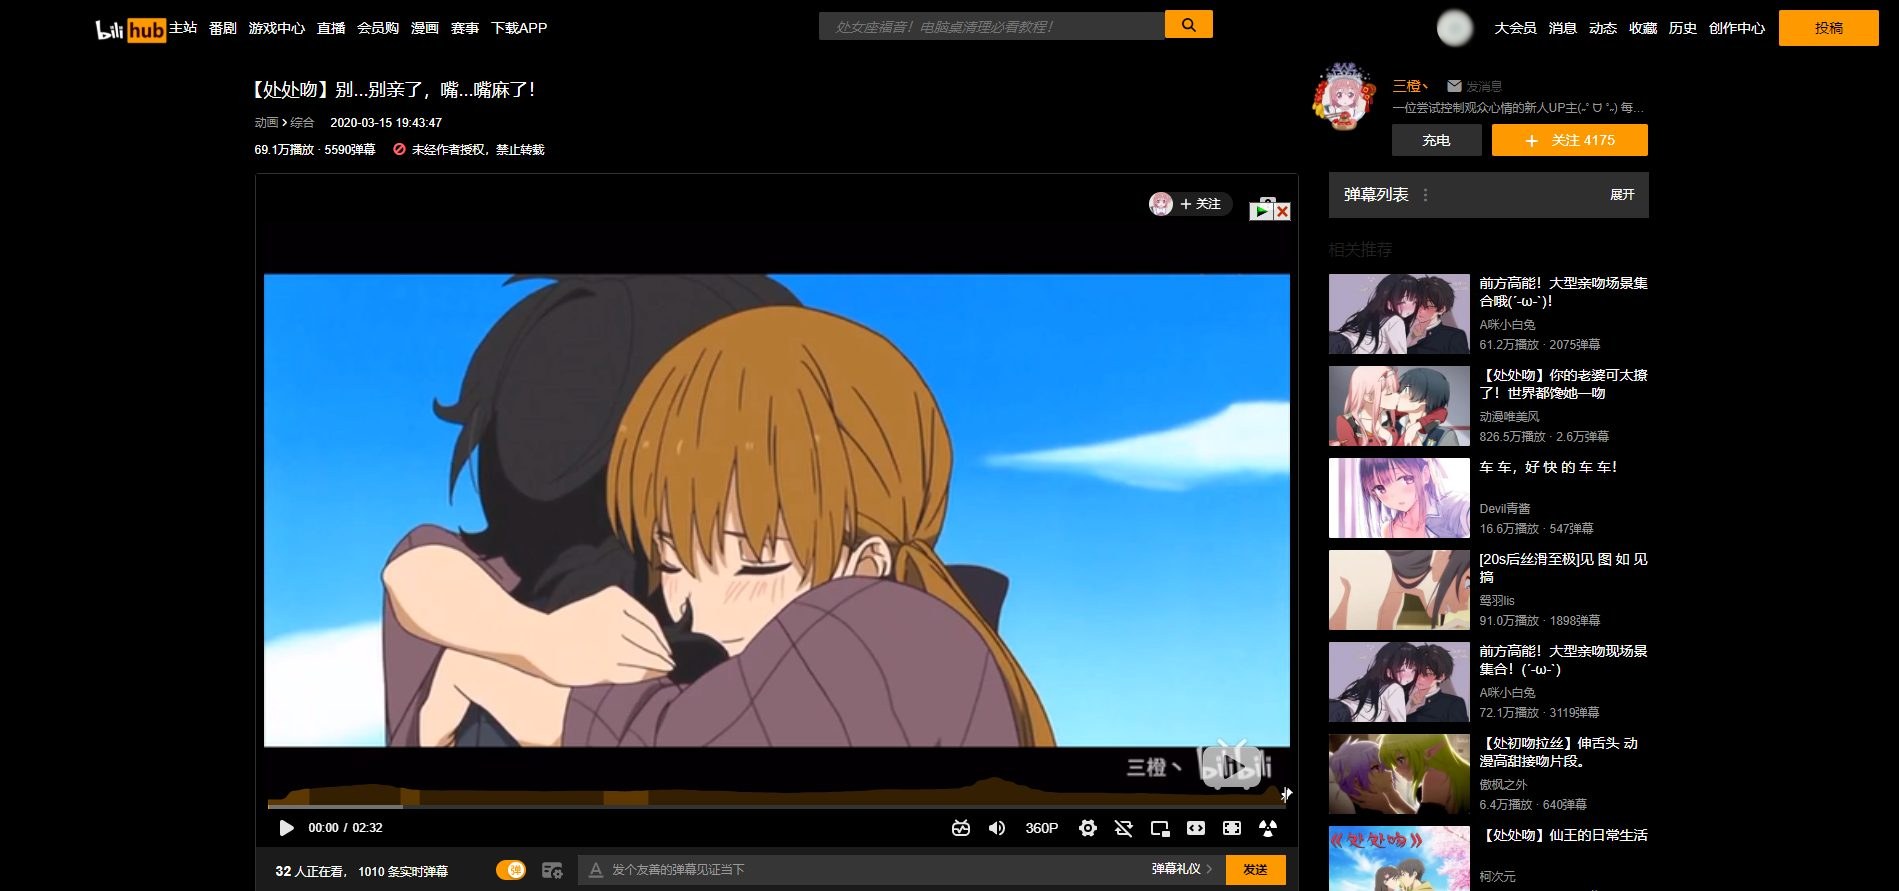 bili hub 主站 番剧 游戏中心 直播 会员购 漫画 赛事 下载APP
处女座福音！电脑桌清理必看教程！
大会员 消息 动态 收藏 历史 创作中心 投稿
【处处吻】别...别亲了，嘴...嘴麻了！
动画 > 综合 2020-03-15 19:43:47
69.1万播放 · 5590弹幕 未经作者授权，禁止转载
三橙丶 发消息
一位尝试控制观众心情的新人UP主(˶° ᗜ °˶) 每...
充电 + 关注 4175
+ 关注
三橙丶 bilibili
00:00 / 02:32 360P
32 人正在看， 1010 条实时弹幕 弹 A 发个友善的弹幕见证当下 弹幕礼仪 > 发送
弹幕列表 展开
相关推荐
前方高能！大型亲吻场景集
合哦(´-ω-`)！
A咪小白兔
61.2万播放 · 2075弹幕
【处处吻】你的老婆可太撩
了！世界都馋她一吻
动漫唯美风
826.5万播放 · 2.6万弹幕
车 车，好 快 的 车 车！
Devil青酱
16.6万播放 · 547弹幕
[20s后丝滑至极]见 图 如 见
搞
鸳羽lis
91.0万播放 · 1898弹幕
前方高能！大型亲吻现场景
集合！(´-ω-`)
A咪小白兔
72.1万播放 · 3119弹幕
【处初吻拉丝】伸舌头 动
漫高甜接吻片段。
傲枫之外
6.4万播放 · 640弹幕
《处处吻》
【处处吻】仙王的日常生活
柯次元